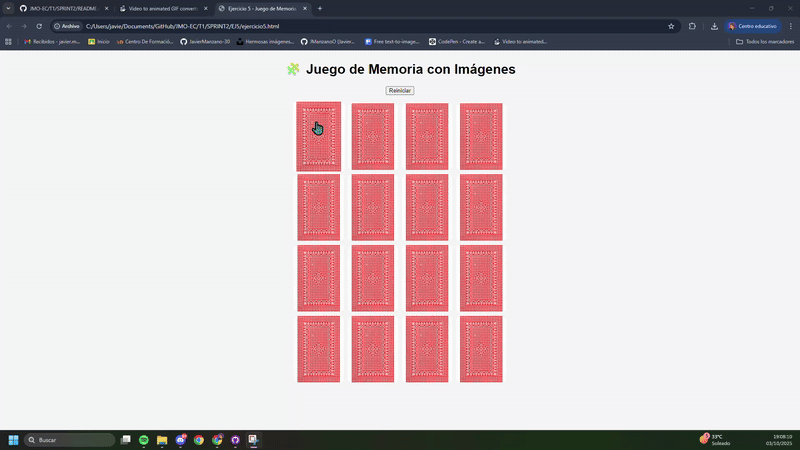 JMO-EC/T1/SPRINT2/README.
Video to animated GIF converte
Ejercicio 5 - Juego de Memoria
Archivo
C:/Users/javie/Documents/GitHub/JMO-EC/T1/SPRINT2/EJS/ejercicio5.html
Centro educativo
Recibidos - javier.m...
Inicio
Centro De Formació...
JavierManzano-30
Hermosas imágenes...
JManzanoO (Javier...
Free text-to-image...
CodePen - Create a...
Video to animated...
Todos los marcadores
Juego de Memoria con Imágenes
Reiniciar
Buscar
33°C
Soleado
19:08:10
03/10/2025